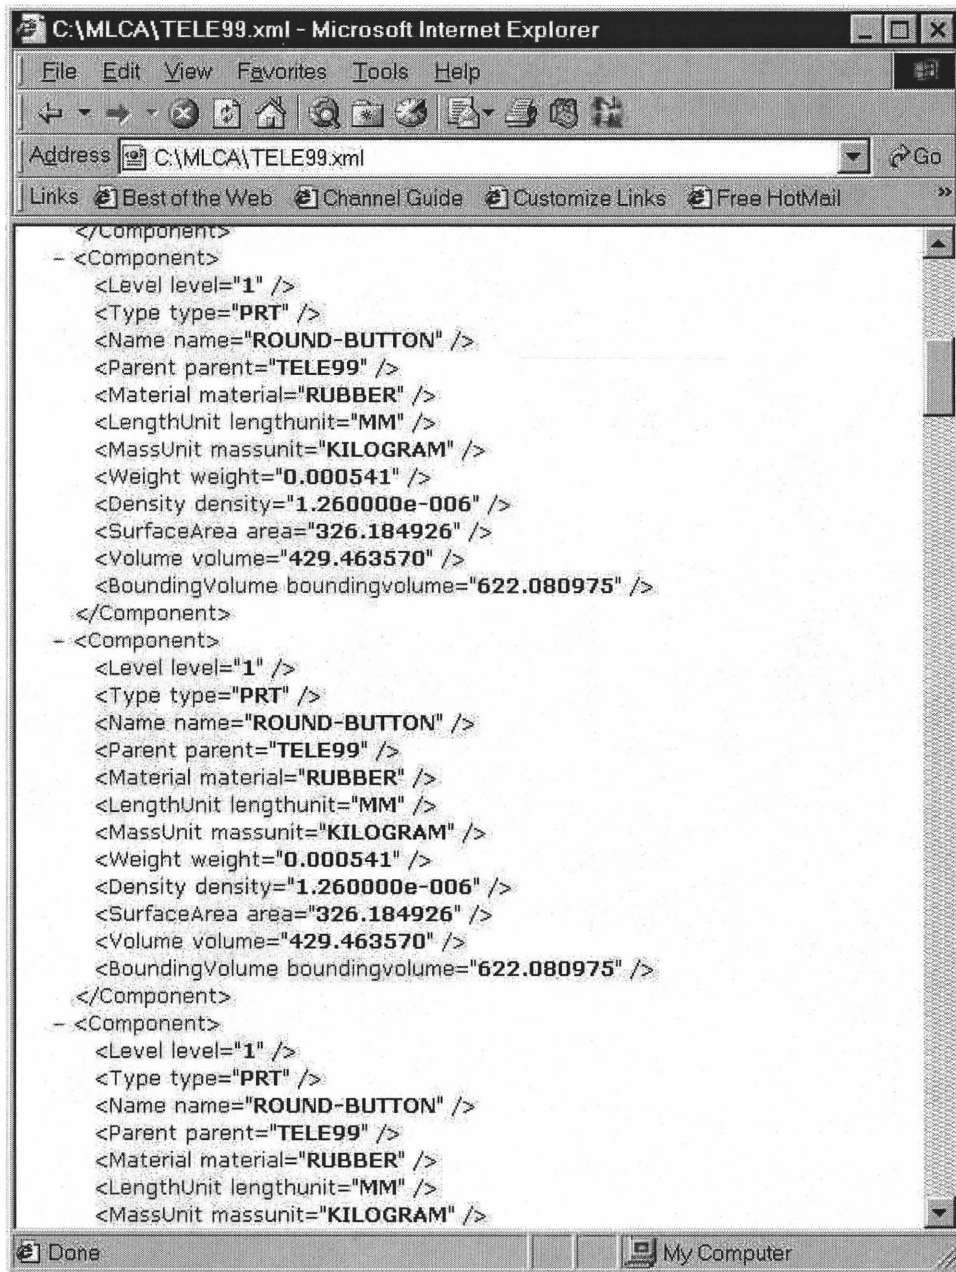 C:\MLCA\TELE99.xml - Microsoft Internet Explorer
File Edit View Favorites Tools Help
Address C:\MLCA\TELE99.xml Go
Links Best of the Web Channel Guide Customize Links Free HotMail »
</Component>
- <Component>
<Level level="1" />
<Type type="PRT" />
<Name name="ROUND-BUTTON" />
<Parent parent="TELE99" />
<Material material="RUBBER" />
<LengthUnit lengthunit="MM" />
<MassUnit massunit="KILOGRAM" />
<Weight weight="0.000541" />
<Density density="1.260000e-006" />
<SurfaceArea area="326.184926" />
<Volume volume="429.463570" />
<BoundingVolume boundingvolume="622.080975" />
</Component>
- <Component>
<Level level="1" />
<Type type="PRT" />
<Name name="ROUND-BUTTON" />
<Parent parent="TELE99" />
<Material material="RUBBER" />
<LengthUnit lengthunit="MM" />
<MassUnit massunit="KILOGRAM" />
<Weight weight="0.000541" />
<Density density="1.260000e-006" />
<SurfaceArea area="326.184926" />
<Volume volume="429.463570" />
<BoundingVolume boundingvolume="622.080975" />
</Component>
- <Component>
<Level level="1" />
<Type type="PRT" />
<Name name="ROUND-BUTTON" />
<Parent parent="TELE99" />
<Material material="RUBBER" />
<LengthUnit lengthunit="MM" />
<MassUnit massunit="KILOGRAM" />
Done My Computer